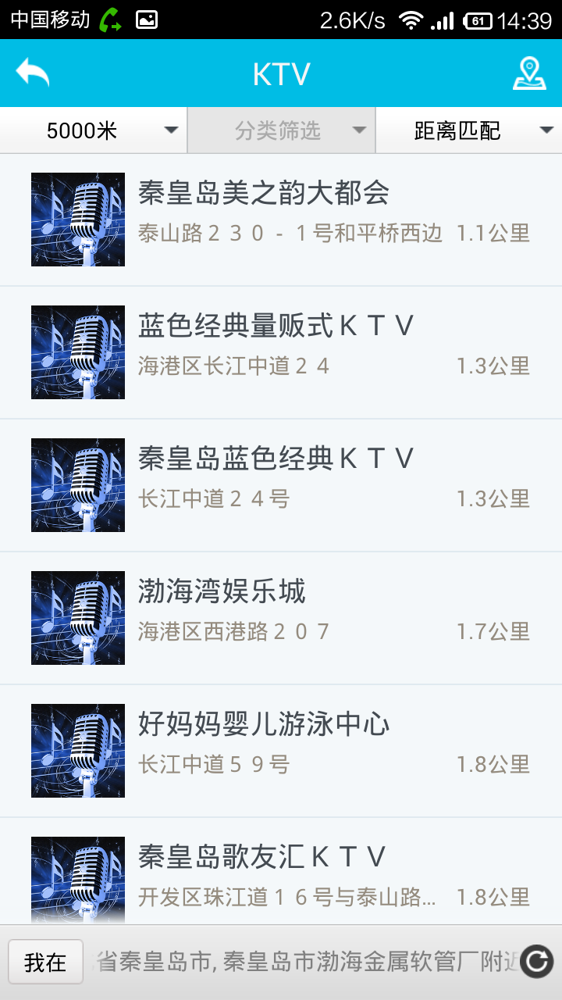 中国移动 2.6K/s 61 14:39
KTV
5000米 分类筛选 距离匹配
秦皇岛美之韵大都会
泰山路２３０-１号和平桥西边 1.1公里
蓝色经典量贩式ＫＴＶ
海港区长江中道２４ 1.3公里
秦皇岛蓝色经典ＫＴＶ
长江中道２４号 1.3公里
渤海湾娱乐城
海港区西港路２０７ 1.7公里
好妈妈婴儿游泳中心
长江中道５９号 1.8公里
秦皇岛歌友汇ＫＴＶ
开发区珠江道１６号与泰山路... 1.8公里
我在 省秦皇岛市, 秦皇岛市渤海金属软管厂附近